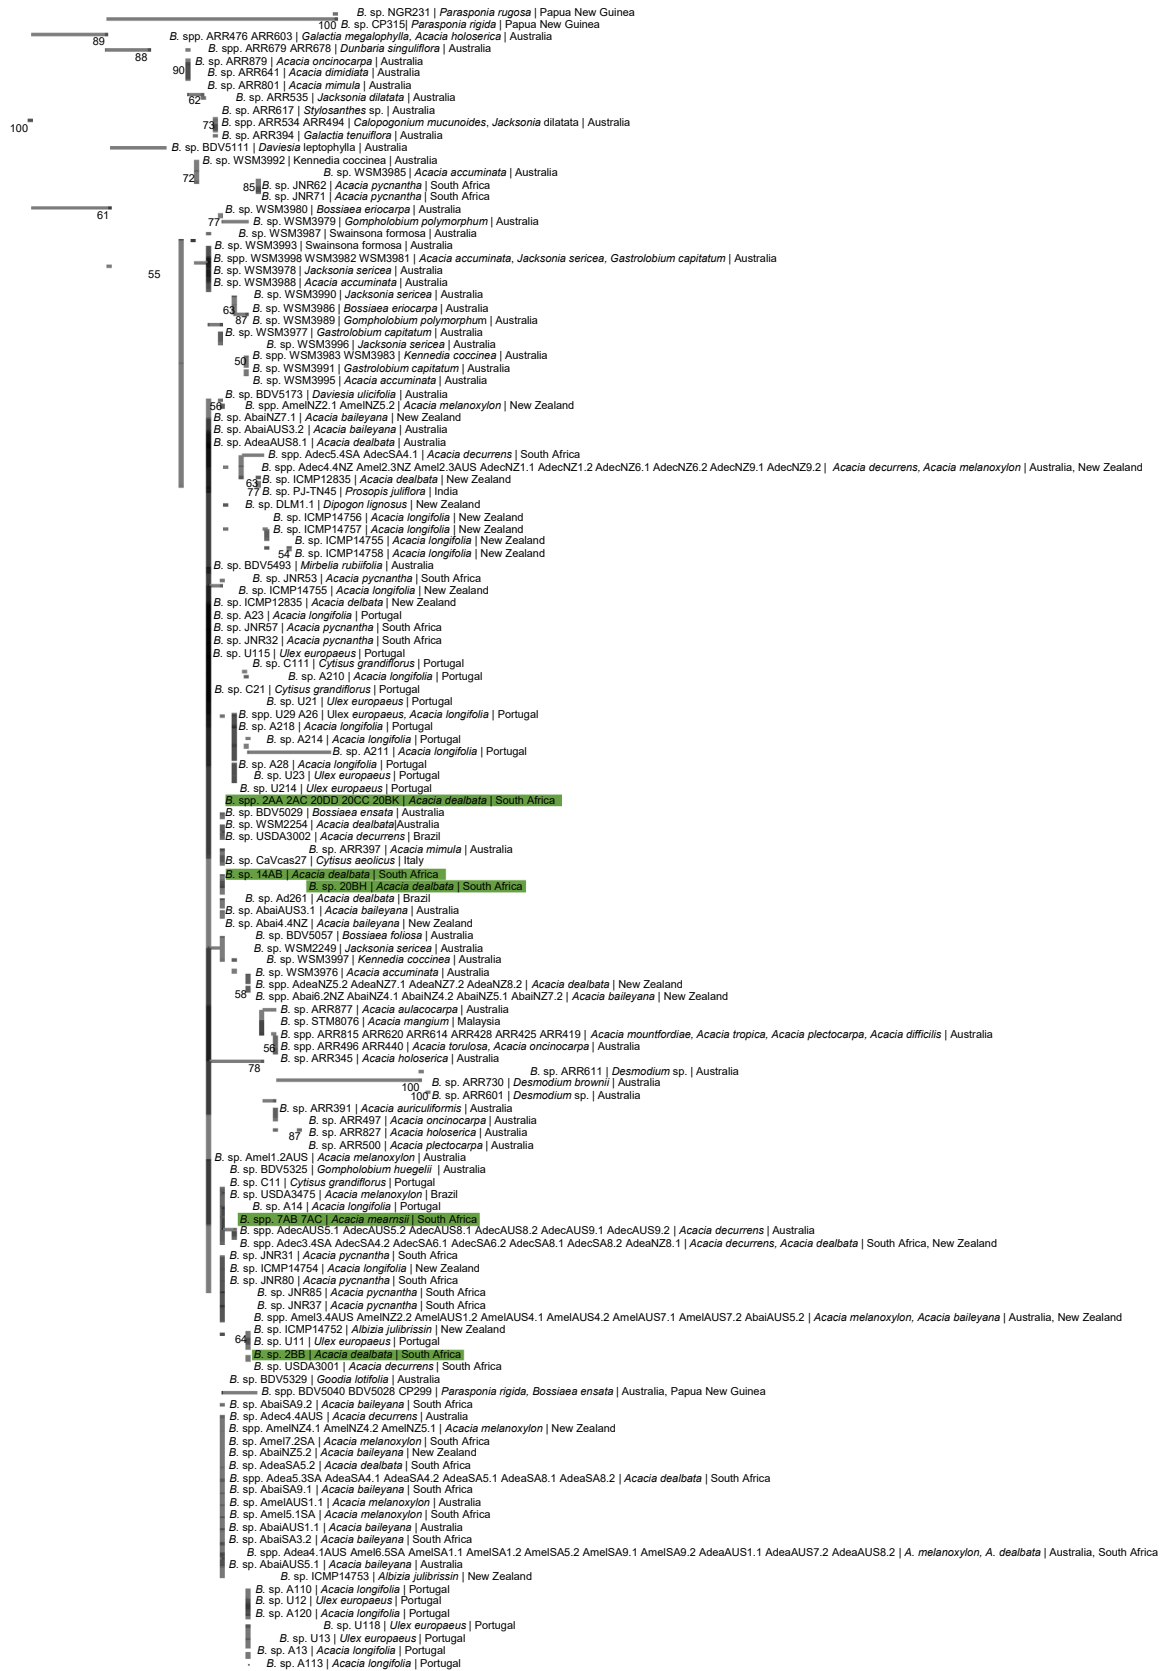 B. sp. NGR231 | Parasponia rugosa | Papua New Guinea
100 B. sp. CP315| Parasponia rigida | Papua New Guinea
89 B. spp. ARR476 ARR603 | Galactia megalophylla, Acacia holoserica | Australia
88 B. spp. ARR679 ARR678 | Dunbaria singuliflora | Australia
B. sp. ARR879 | Acacia oncinocarpa | Australia
90 B. sp. ARR641 | Acacia dimidiata | Australia
B. sp. ARR801 | Acacia mimula | Australia
62 B. sp. ARR535 | Jacksonia dilatata | Australia
B. sp. ARR617 | Stylosanthes sp. | Australia
100 73 B. spp. ARR534 ARR494 | Calopogonium mucunoides, Jacksonia dilatata | Australia
B. sp. ARR394 | Galactia tenuiflora | Australia
B. sp. BDV5111 | Daviesia leptophylla | Australia
B. sp. WSM3992 | Kennedia coccinea | Australia
72 B. sp. WSM3985 | Acacia accuminata | Australia
85 B. sp. JNR62 | Acacia pycnantha | South Africa
B. sp. JNR71 | Acacia pycnantha | South Africa
61 B. sp. WSM3980 | Bossiaea eriocarpa | Australia
77 B. sp. WSM3979 | Gompholobium polymorphum | Australia
B. sp. WSM3987 | Swainsona formosa | Australia
B. sp. WSM3993 | Swainsona formosa | Australia
B. spp. WSM3998 WSM3982 WSM3981 | Acacia accuminata, Jacksonia sericea, Gastrolobium capitatum | Australia
55 B. sp. WSM3978 | Jacksonia sericea | Australia
B. sp. WSM3988 | Acacia accuminata | Australia
B. sp. WSM3990 | Jacksonia sericea | Australia
63 B. sp. WSM3986 | Bossiaea eriocarpa | Australia
87 B. sp. WSM3989 | Gompholobium polymorphum | Australia
B. sp. WSM3977 | Gastrolobium capitatum | Australia
B. sp. WSM3996 | Jacksonia sericea | Australia
50 B. spp. WSM3983 WSM3983 | Kennedia coccinea | Australia
B. sp. WSM3991 | Gastrolobium capitatum | Australia
B. sp. WSM3995 | Acacia accuminata | Australia
B. sp. BDV5173 | Daviesia ulicifolia | Australia
56 B. spp. AmelNZ2.1 AmelNZ5.2 | Acacia melanoxylon | New Zealand
B. sp. AbaiNZ7.1 | Acacia baileyana | New Zealand
B. sp. AbaiAUS3.2 | Acacia baileyana | Australia
B. sp. AdeaAUS8.1 | Acacia dealbata | Australia
B. spp. Adec5.4SA AdecSA4.1 | Acacia decurrens | South Africa
B. spp. Adec4.4NZ Amel2.3NZ Amel2.3AUS AdecNZ1.1 AdecNZ1.2 AdecNZ6.1 AdecNZ6.2 AdecNZ9.1 AdecNZ9.2 | Acacia decurrens, Acacia melanoxylon | Australia, New Zealand
63 B. sp. ICMP12835 | Acacia dealbata | New Zealand
77 B. sp. PJ-TN45 | Prosopis juliflora | India
B. sp. DLM1.1 | Dipogon lignosus | New Zealand
B. sp. ICMP14756 | Acacia longifolia | New Zealand
B. sp. ICMP14757 | Acacia longifolia | New Zealand
B. sp. ICMP14755 | Acacia longifolia | New Zealand
54 B. sp. ICMP14758 | Acacia longifolia | New Zealand
B. sp. BDV5493 | Mirbelia rubiifolia | Australia
B. sp. JNR53 | Acacia pycnantha | South Africa
B. sp. ICMP14755 | Acacia longifolia | New Zealand
B. sp. ICMP12835 | Acacia delbata | New Zealand
B. sp. A23 | Acacia longifolia | Portugal
B. sp. JNR57 | Acacia pycnantha | South Africa
B. sp. JNR32 | Acacia pycnantha | South Africa
B. sp. U115 | Ulex europaeus | Portugal
B. sp. C111 | Cytisus grandiflorus | Portugal
B. sp. A210 | Acacia longifolia | Portugal
B. sp. C21 | Cytisus grandiflorus | Portugal
B. sp. U21 | Ulex europaeus | Portugal
B. spp. U29 A26 | Ulex europaeus, Acacia longifolia | Portugal
B. sp. A218 | Acacia longifolia | Portugal
B. sp. A214 | Acacia longifolia | Portugal
B. sp. A211 | Acacia longifolia | Portugal
B. sp. A28 | Acacia longifolia | Portugal
B. sp. U23 | Ulex europaeus | Portugal
B. sp. U214 | Ulex europaeus | Portugal
B. spp. 2AA 2AC 20DD 20CC 20BK | Acacia dealbata | South Africa
B. sp. BDV5029 | Bossiaea ensata | Australia
B. sp. WSM2254 | Acacia dealbata|Australia
B. sp. USDA3002 | Acacia decurrens | Brazil
B. sp. ARR397 | Acacia mimula | Australia
B. sp. CaVcas27 | Cytisus aeolicus | Italy
B. sp. 14AB | Acacia dealbata | South Africa
B. sp. 20BH | Acacia dealbata | South Africa
B. sp. Ad261 | Acacia dealbata | Brazil
B. sp. AbaiAUS3.1 | Acacia baileyana | Australia
B. sp. Abai4.4NZ | Acacia baileyana | New Zealand
B. sp. BDV5057 | Bossiaea foliosa | Australia
B. sp. WSM2249 | Jacksonia sericea | Australia
B. sp. WSM3997 | Kennedia coccinea | Australia
B. sp. WSM3976 | Acacia accuminata | Australia
B. spp. AdeaNZ5.2 AdeaNZ7.1 AdeaNZ7.2 AdeaNZ8.2 | Acacia dealbata | New Zealand
58 B. spp. Abai6.2NZ AbaiNZ4.1 AbaiNZ4.2 AbaiNZ5.1 AbaiNZ7.2 | Acacia baileyana | New Zealand
B. sp. ARR877 | Acacia aulacocarpa | Australia
B. sp. STM8076 | Acacia mangium | Malaysia
B. spp. ARR815 ARR620 ARR614 ARR428 ARR425 ARR419 | Acacia mountfordiae, Acacia tropica, Acacia plectocarpa, Acacia difficilis | Australia
56 B. spp. ARR496 ARR440 | Acacia torulosa, Acacia oncinocarpa | Australia
78 B. sp. ARR345 | Acacia holoserica | Australia
B. sp. ARR611 | Desmodium sp. | Australia
100 B. sp. ARR730 | Desmodium brownii | Australia
100 B. sp. ARR601 | Desmodium sp. | Australia
B. sp. ARR391 | Acacia auriculiformis | Australia
B. sp. ARR497 | Acacia oncinocarpa | Australia
87 B. sp. ARR827 | Acacia holoserica | Australia
B. sp. ARR500 | Acacia plectocarpa | Australia
B. sp. Amel1.2AUS | Acacia melanoxylon | Australia
B. sp. BDV5325 | Gompholobium huegelii | Australia
B. sp. C11 | Cytisus grandiflorus | Portugal
B. sp. USDA3475 | Acacia melanoxylon | Brazil
B. sp. A14 | Acacia longifolia | Portugal
B. spp. 7AB 7AC | Acacia mearnsii | South Africa
B. spp. AdecAUS5.1 AdecAUS5.2 AdecAUS8.1 AdecAUS8.2 AdecAUS9.1 AdecAUS9.2 | Acacia decurrens | Australia
B. spp. Adec3.4SA AdecSA4.2 AdecSA6.1 AdecSA6.2 AdecSA8.1 AdecSA8.2 AdeaNZ8.1 | Acacia decurrens, Acacia dealbata | South Africa, New Zealand
B. sp. JNR31 | Acacia pycnantha | South Africa
B. sp. ICMP14754 | Acacia longifolia | New Zealand
B. sp. JNR80 | Acacia pycnantha | South Africa
B. sp. JNR85 | Acacia pycnantha | South Africa
B. sp. JNR37 | Acacia pycnantha | South Africa
B. spp. Amel3.4AUS AmelNZ2.2 AmelAUS1.2 AmelAUS4.1 AmelAUS4.2 AmelAUS7.1 AmelAUS7.2 AbaiAUS5.2 | Acacia melanoxylon, Acacia baileyana | Australia, New Zealand
B. sp. ICMP14752 | Albizia julibrissin | New Zealand
64 B. sp. U11 | Ulex europaeus | Portugal
B. sp. 2BB | Acacia dealbata | South Africa
B. sp. USDA3001 | Acacia decurrens | South Africa
B. sp. BDV5329 | Goodia lotifolia | Australia
B. spp. BDV5040 BDV5028 CP299 | Parasponia rigida, Bossiaea ensata | Australia, Papua New Guinea
B. sp. AbaiSA9.2 | Acacia baileyana | South Africa
B. sp. Adec4.4AUS | Acacia decurrens | Australia
B. spp. AmelNZ4.1 AmelNZ4.2 AmelNZ5.1 | Acacia melanoxylon | New Zealand
B. sp. Amel7.2SA | Acacia melanoxylon | South Africa
B. sp. AbaiNZ5.2 | Acacia baileyana | New Zealand
B. sp. AdeaSA5.2 | Acacia dealbata | South Africa
B. spp. Adea5.3SA AdeaSA4.1 AdeaSA4.2 AdeaSA5.1 AdeaSA8.1 AdeaSA8.2 | Acacia dealbata | South Africa
B. sp. AbaiSA9.1 | Acacia baileyana | South Africa
B. sp. AmelAUS1.1 | Acacia melanoxylon | Australia
B. sp. Amel5.1SA | Acacia melanoxylon | South Africa
B. sp. AbaiAUS1.1 | Acacia baileyana | Australia
B. sp. AbaiSA3.2 | Acacia baileyana | South Africa
B. spp. Adea4.1AUS Amel6.5SA AmelSA1.1 AmelSA1.2 AmelSA5.2 AmelSA9.1 AmelSA9.2 AdeaAUS1.1 AdeaAUS7.2 AdeaAUS8.2 | A. melanoxylon, A. dealbata | Australia, South Africa
B. sp. AbaiAUS5.1 | Acacia baileyana | Australia
B. sp. ICMP14753 | Albizia julibrissin | New Zealand
B. sp. A110 | Acacia longifolia | Portugal
B. sp. U12 | Ulex europaeus | Portugal
B. sp. A120 | Acacia longifolia | Portugal
B. sp. U118 | Ulex europaeus | Portugal
B. sp. U13 | Ulex europaeus | Portugal
B. sp. A13 | Acacia longifolia | Portugal
B. sp. A113 | Acacia longifolia | Portugal